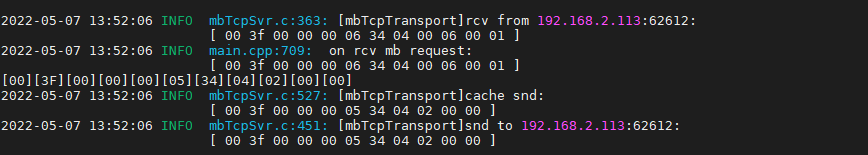 2022-05-07 13:52:06 INFO  mbTcpSvr.c:363: [mbTcpTransport]rcv from 192.168.2.113:62612:
[ 00 3f 00 00 00 06 34 04 00 06 00 01 ]
2022-05-07 13:52:06 INFO  main.cpp:709:  on rcv mb request:
[ 00 3f 00 00 00 06 34 04 00 06 00 01 ]
[00][3F][00][00][00][05][34][04][02][00][00]
2022-05-07 13:52:06 INFO  mbTcpSvr.c:527: [mbTcpTransport]cache snd:
[ 00 3f 00 00 00 05 34 04 02 00 00 ]
2022-05-07 13:52:06 INFO  mbTcpSvr.c:451: [mbTcpTransport]snd to 192.168.2.113:62612:
[ 00 3f 00 00 00 05 34 04 02 00 00 ]